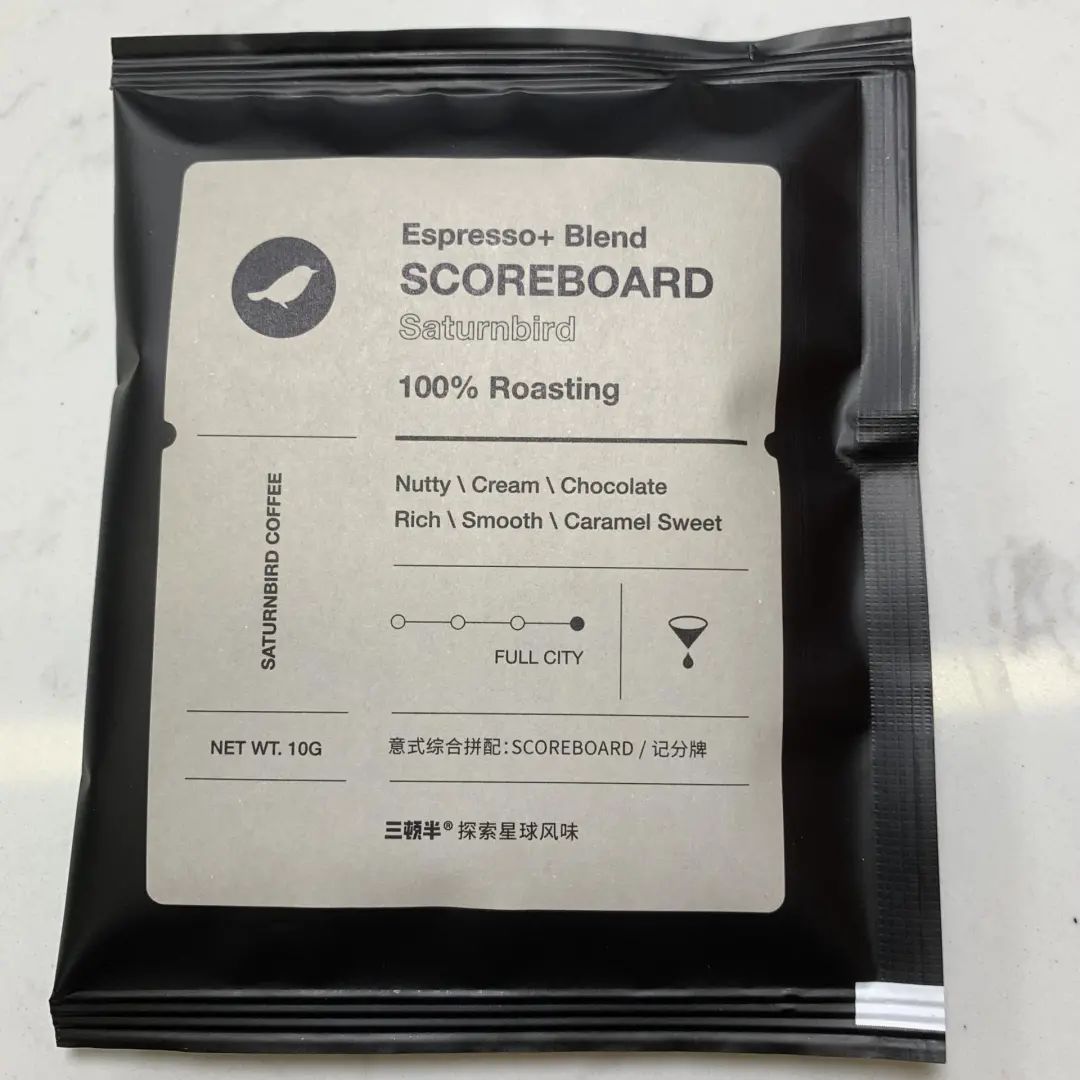 Espresso+ Blend
SCOREBOARD
Saturnbird
100% Roasting
SATURNBIRD COFFEE
Nutty \ Cream \ Chocolate
Rich \ Smooth \ Caramel Sweet
FULL CITY
NET WT. 10G
意式综合拼配：SCOREBOARD / 记分牌
三顿半® 探索星球风味